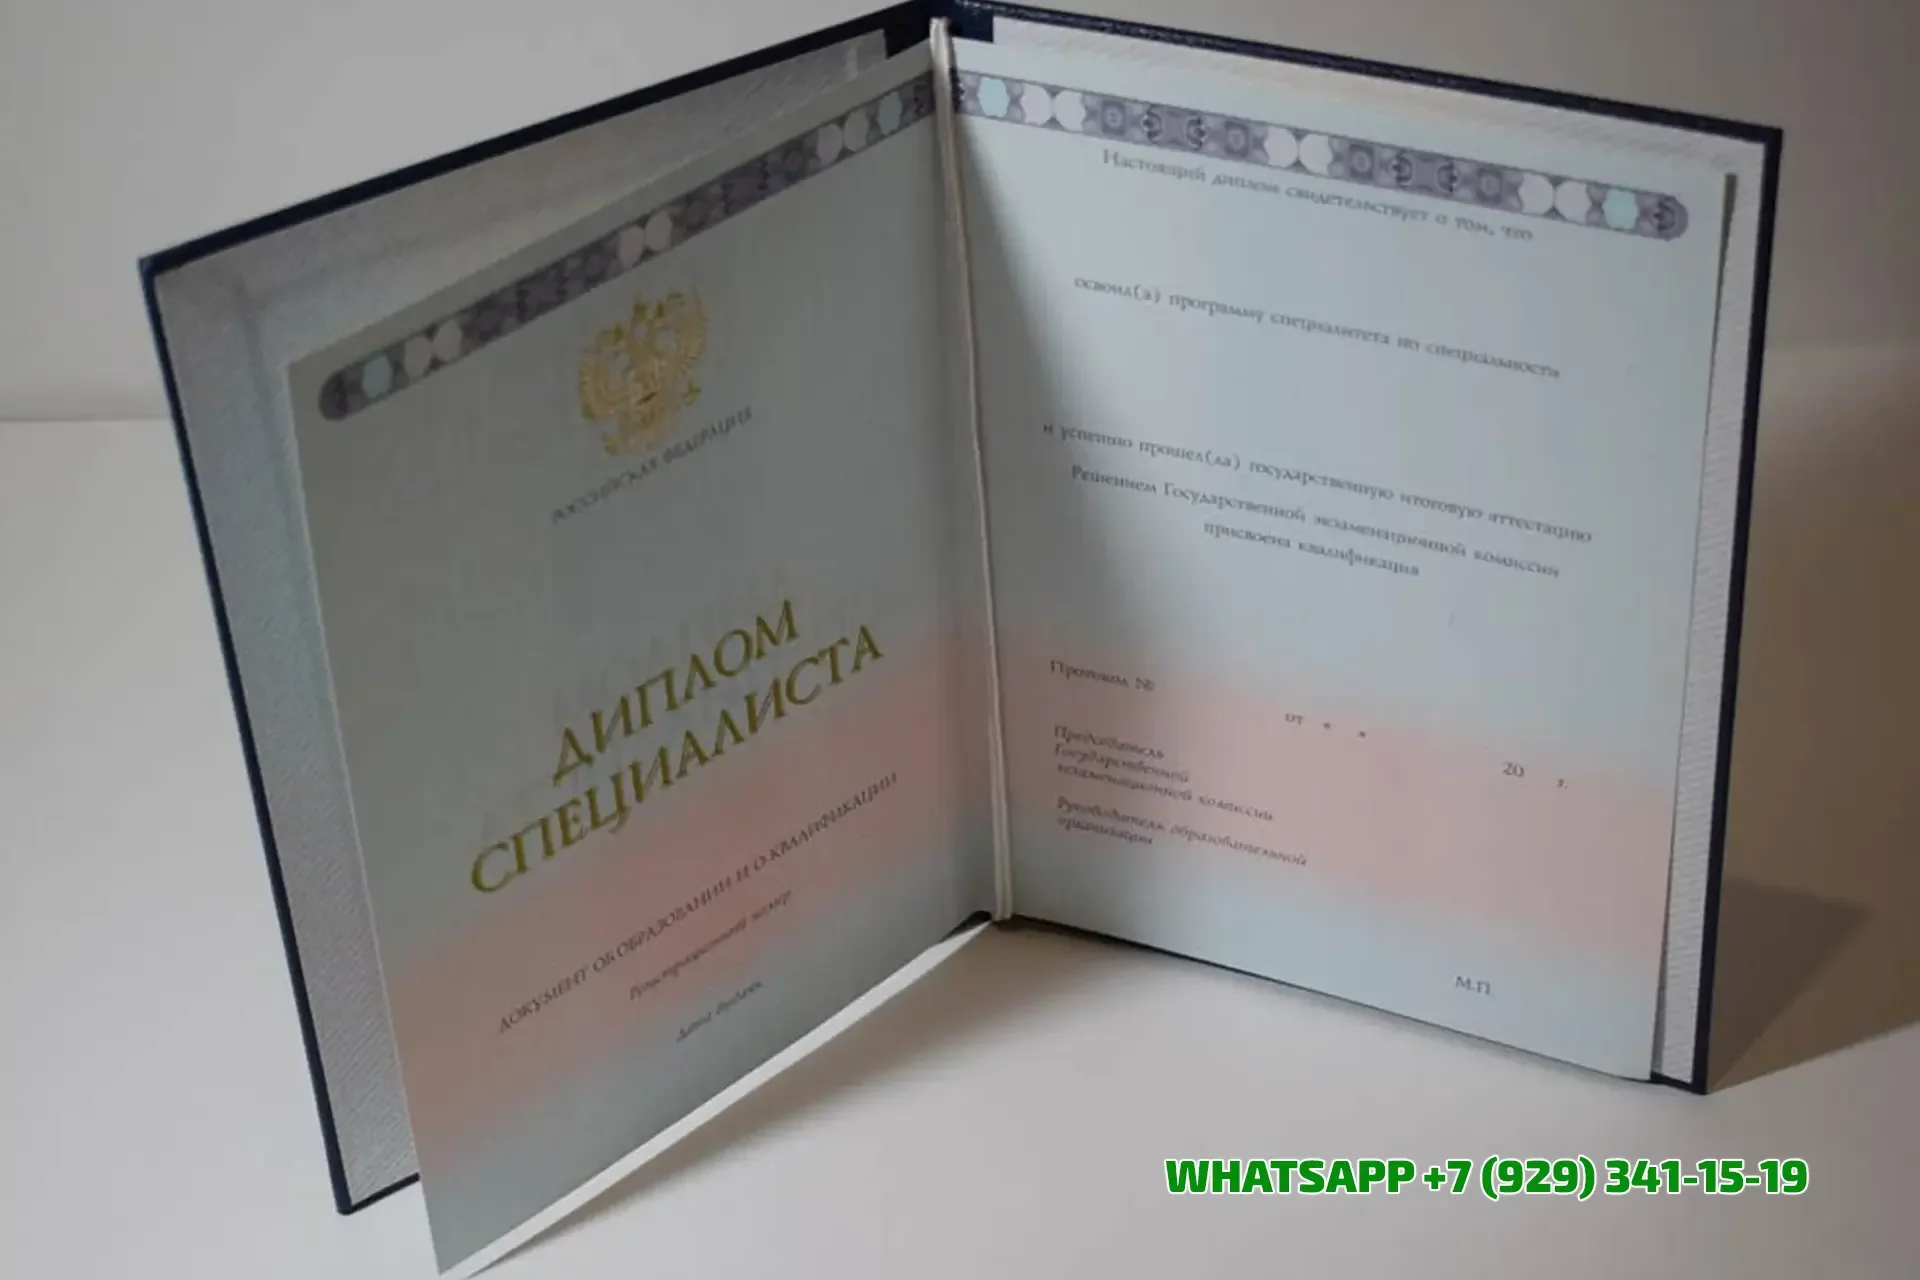 РОССИЙСКАЯ ФЕДЕРАЦИЯ
ДИПЛОМ
СПЕЦИАЛИСТА
ДОКУМЕНТ ОБ ОБРАЗОВАНИИ И О КВАЛИФИКАЦИИ
Регистрационный номер
Дата выдачи
Настоящий диплом свидетельствует о том, что
освоил(а) программу специалитета по специальности
и успешно прошел(ла) государственную итоговую аттестацию
Решением Государственной экзаменационной комиссии
присвоена квалификация
Протокол №
от « » 20 г.
Председатель
Государственной
экзаменационной комиссии
Руководитель образовательной
организации
М.П.
WHATSAPP +7 (929) 341-15-19